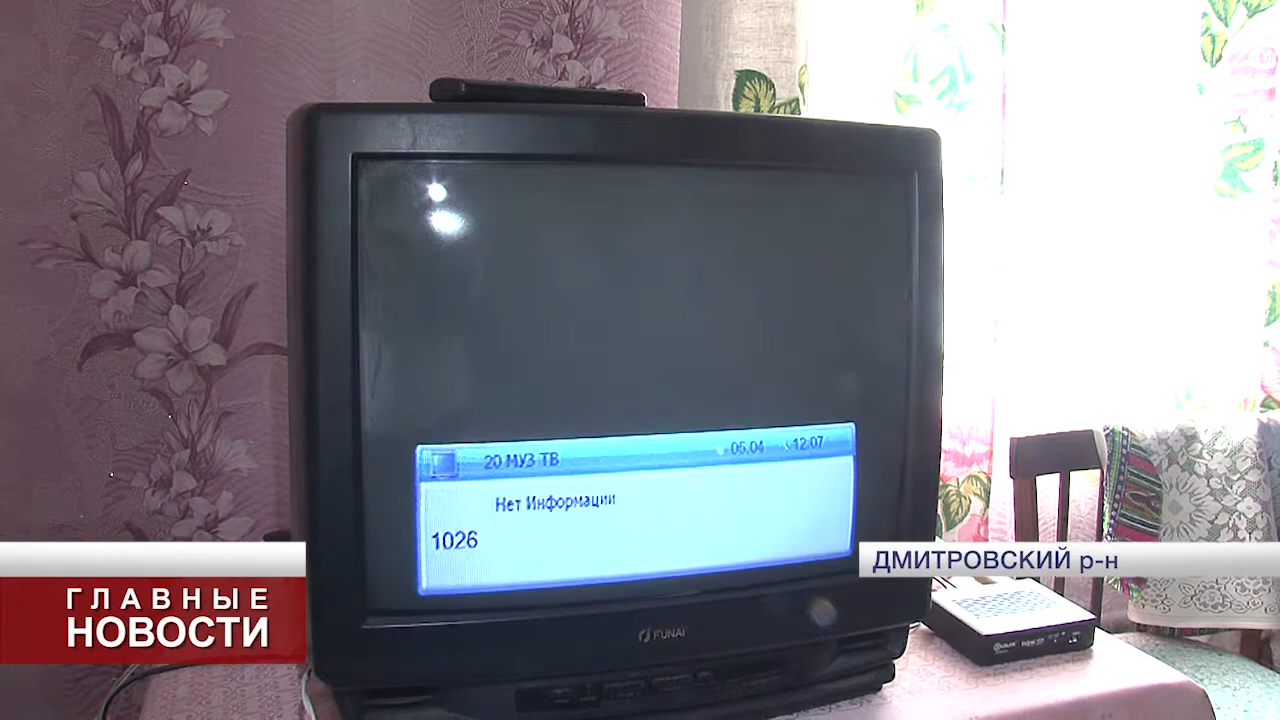 20 МУЗ ТВ
05.04
12:07
Нет Информации
1026
ДМИТРОВСКИЙ р-н
ГЛАВНЫЕ
НОВОСТИ
FUNAI